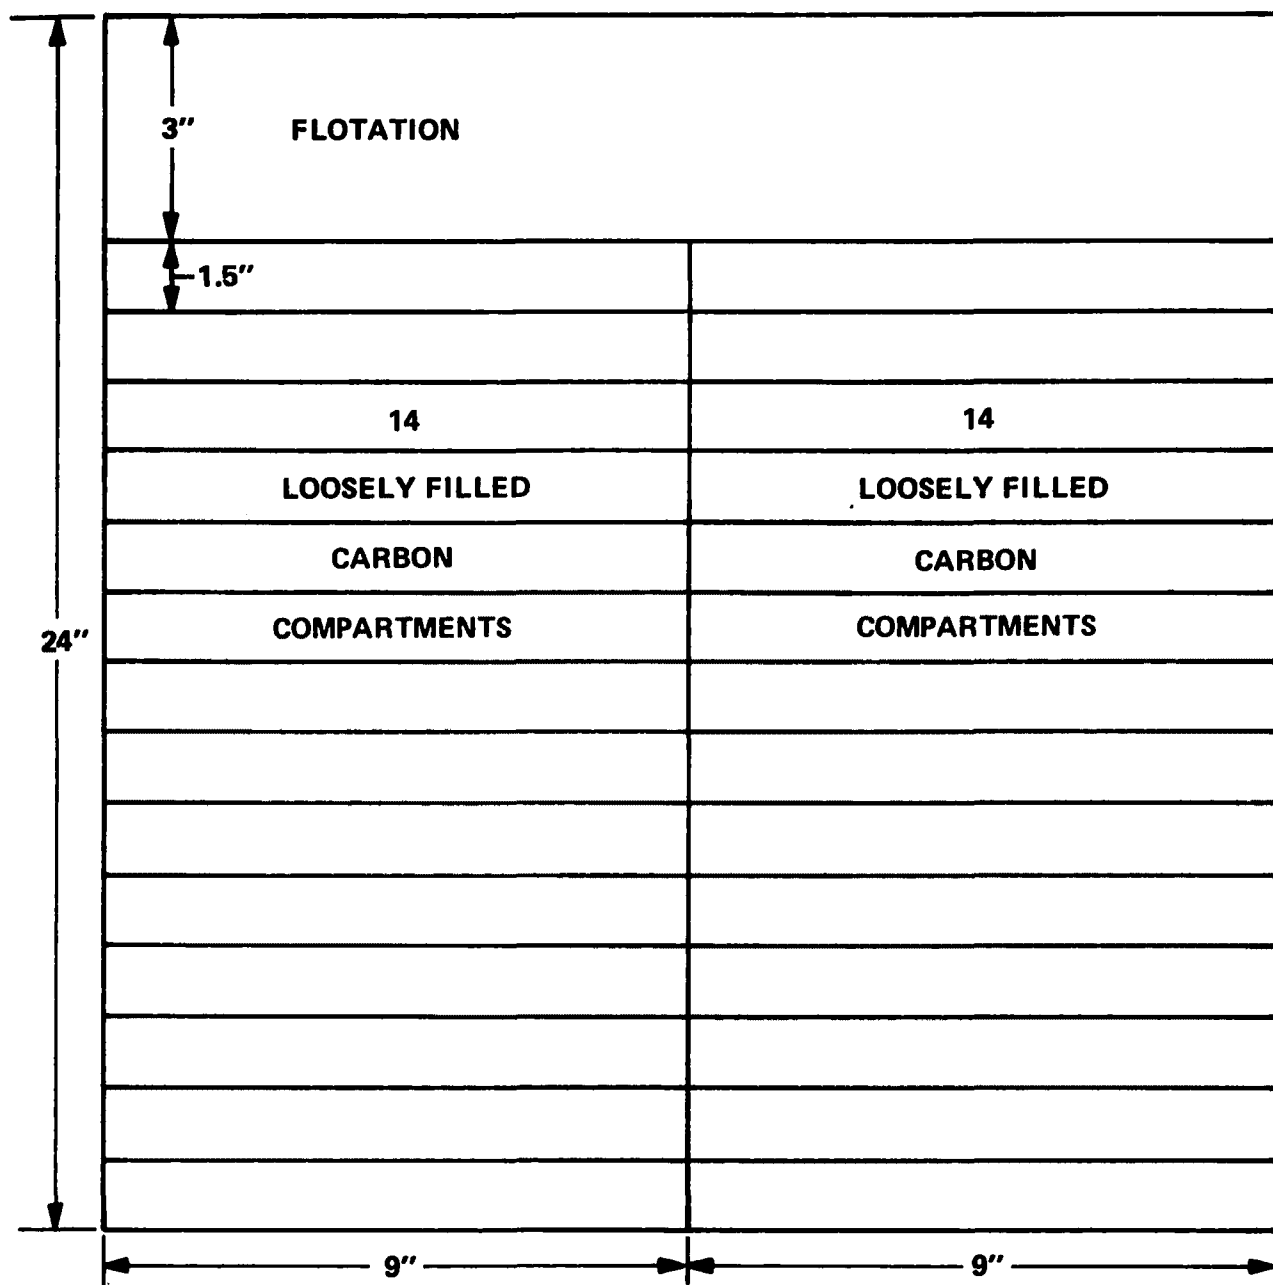 3" FLOTATION
1.5"
14 14
LOOSELY FILLED LOOSELY FILLED
CARBON CARBON
COMPARTMENTS COMPARTMENTS
24"
9" 9"